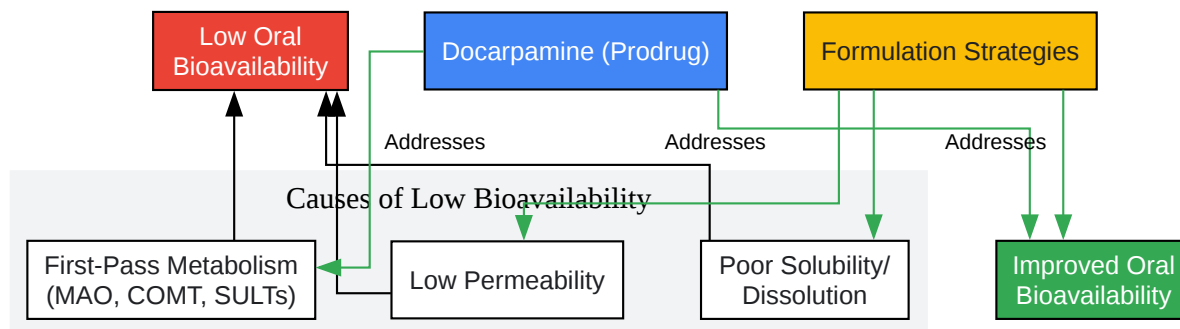 Low Oral
Bioavailability
Docarpamine (Prodrug)
Formulation Strategies
Addresses
Addresses
Addresses
Causes of Low Bioavailability
First-Pass Metabolism
(MAO, COMT, SULTs)
Low Permeability
Poor Solubility/
Dissolution
Improved Oral
Bioavailability